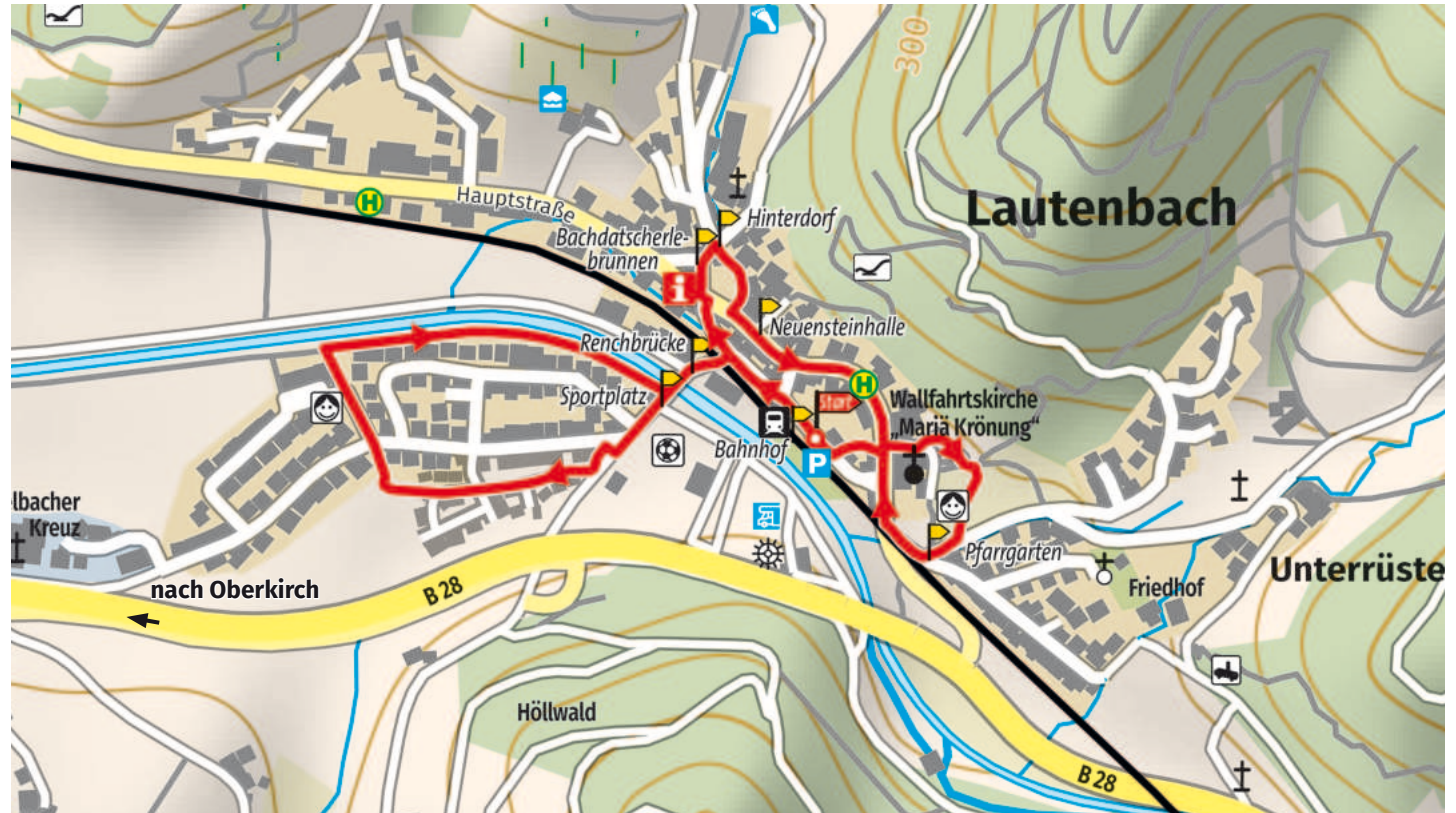 300
Lautenbach
Hauptstraße
H
Hinterdorf
Bachdatscherle-
brunnen
i
Neuensteinhalle
Renchbrücke
Sportplatz
H
Start
Wallfahrtskirche
„Mariä Krönung“
Bahnhof
P
elbacher
Kreuz
Pfarrgarten
Friedhof
Unterrüste
nach Oberkirch
B 28
Höllwald
B 28